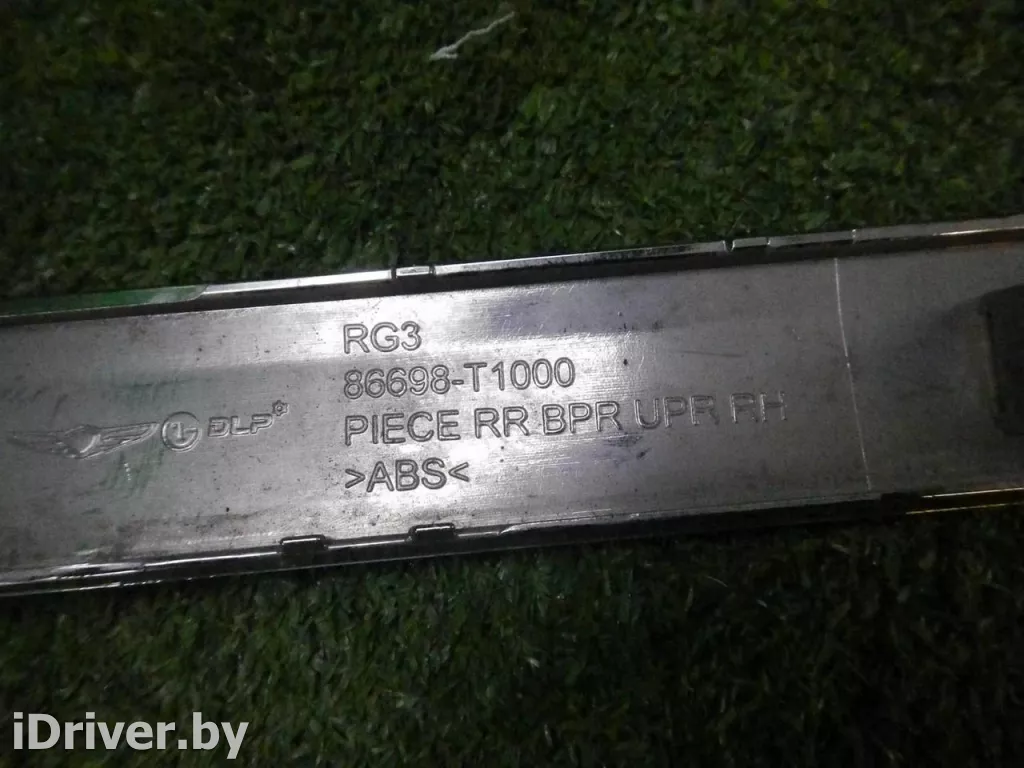 RG3
86698-T1000
DLP
PIECE RR BPR UPR RH
>ABS<
iDriver.by